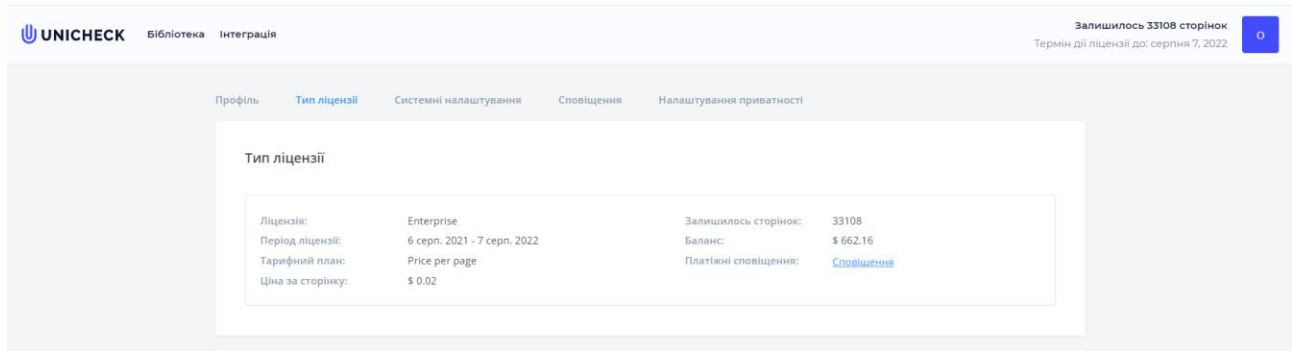 UNICHECK Бібліотека Інтеграція
Залишилось 33108 сторінок
Термін дії ліцензії до: серпня 7, 2022
О
Профіль Тип ліцензії Системні налаштування Сповіщення Налаштування приватності
Тип ліцензії
Ліцензія: Enterprise Залишилось сторінок: 33108
Період ліцензії: 6 серп. 2021 - 7 серп. 2022 Баланс: $ 662.16
Тарифний план: Price per page Платіжні сповіщення: Сповіщення
Ціна за сторінку: $ 0.02